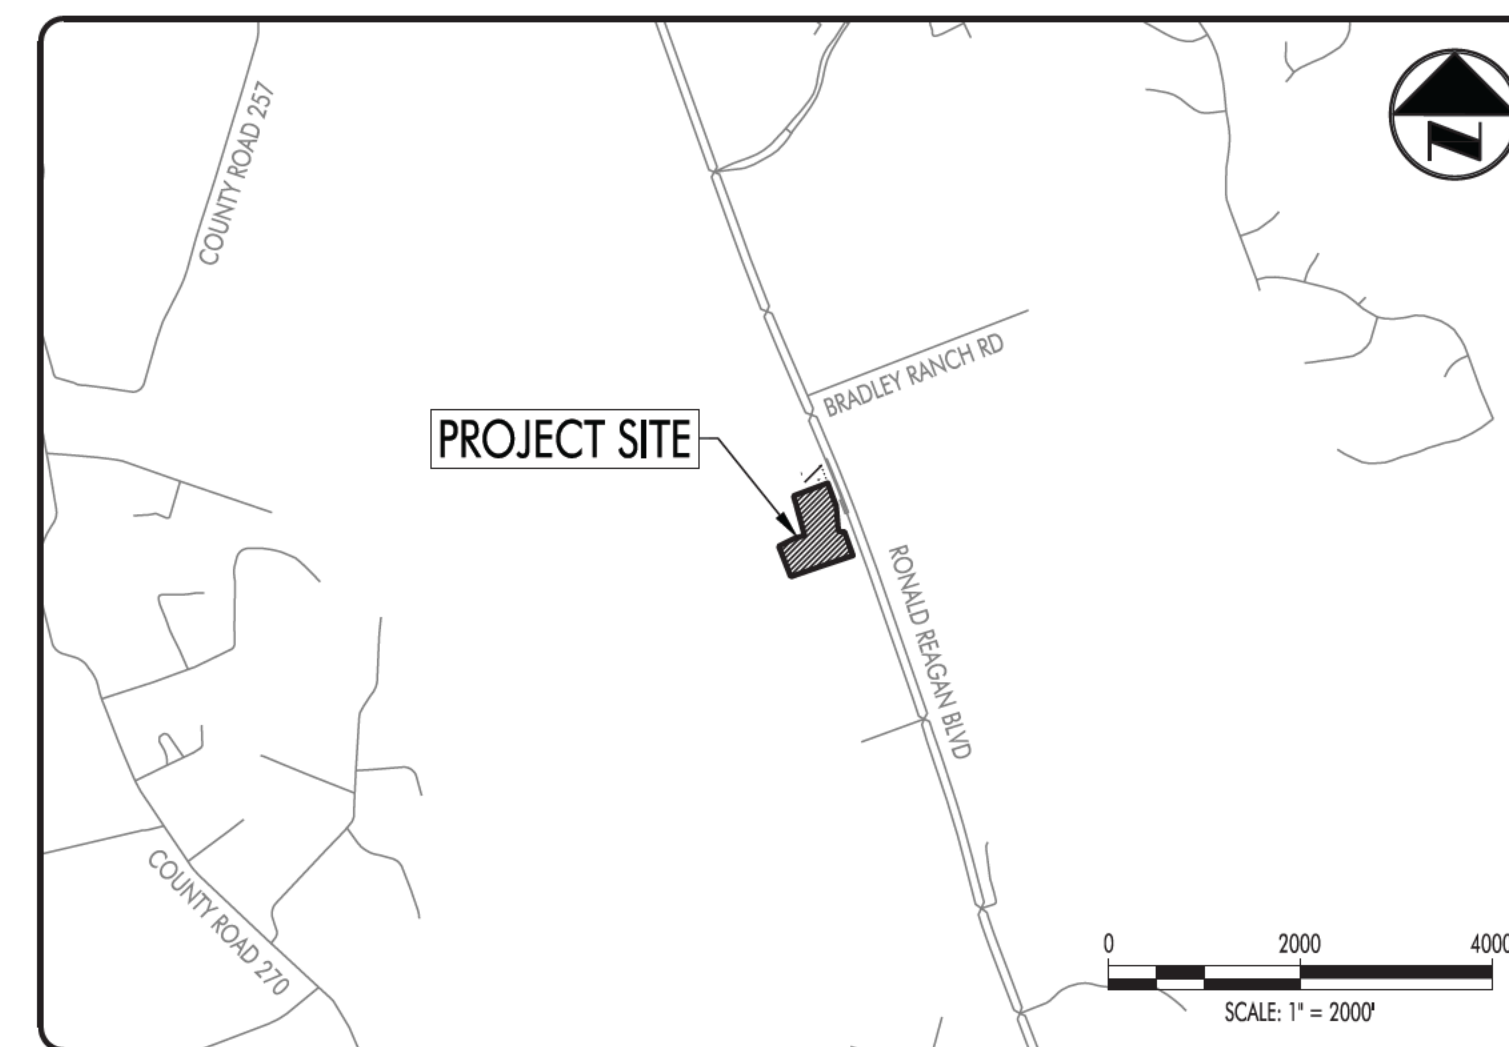 COUNTY ROAD 257
N
BRADLEY RANCH RD
PROJECT SITE
RONALD REAGAN BLVD
COUNTY ROAD 270
0 2000 4000
SCALE: 1" = 2000'